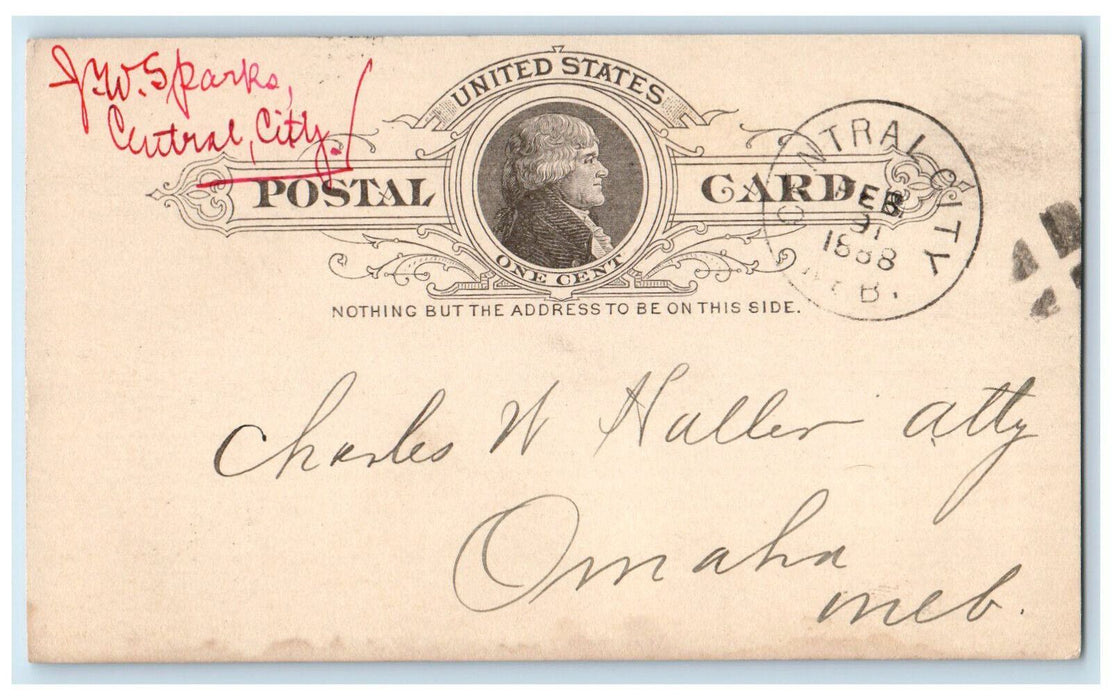 J.W. Sparks,
Central, City.
UNITED STATES
POSTAL CARD
ONE CENT
NOTHING BUT THE ADDRESS TO BE ON THIS SIDE.
CENTRAL CITY
FEB
1888
NEB.
Charles W Haller Atty
Omaha
Neb.